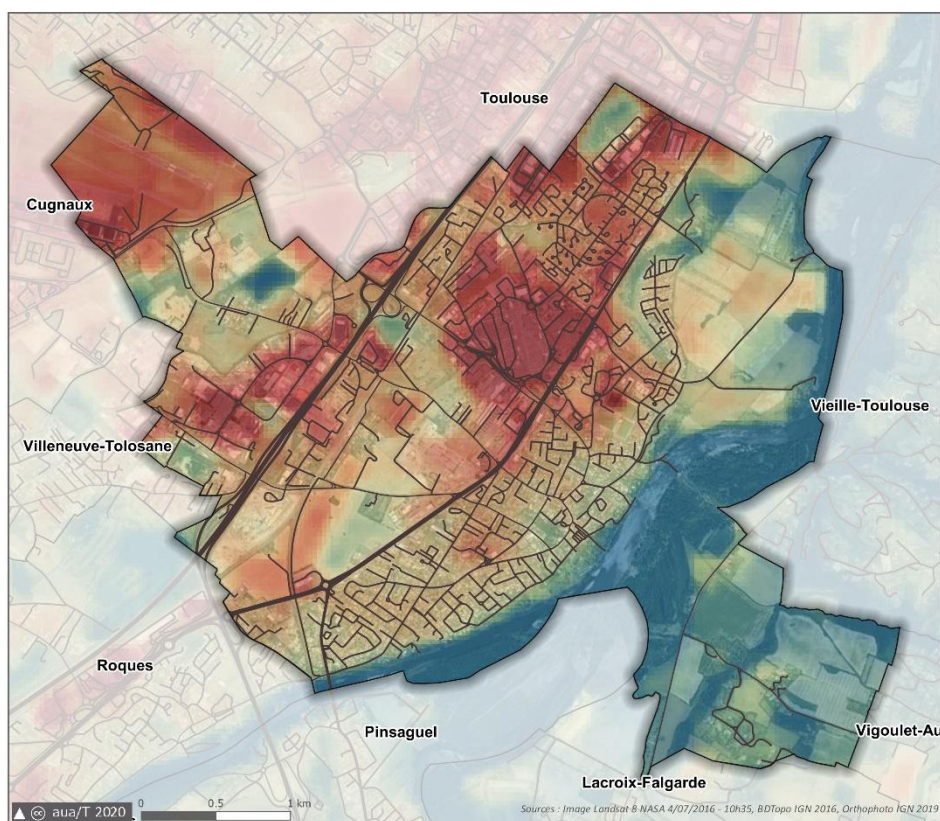 Toulouse
Cugnaux
Vieille-Toulouse
Villeneuve-Tolosane
Roques
Pinsaguel
Vigoulet-Au
Lacroix-Falgarde
aua/T 2020
0 0.5 1 km
Sources : Image Landsat 8 NASA 4/07/2016 - 10h35, BDTopo IGN 2016, Orthophoto IGN 2019